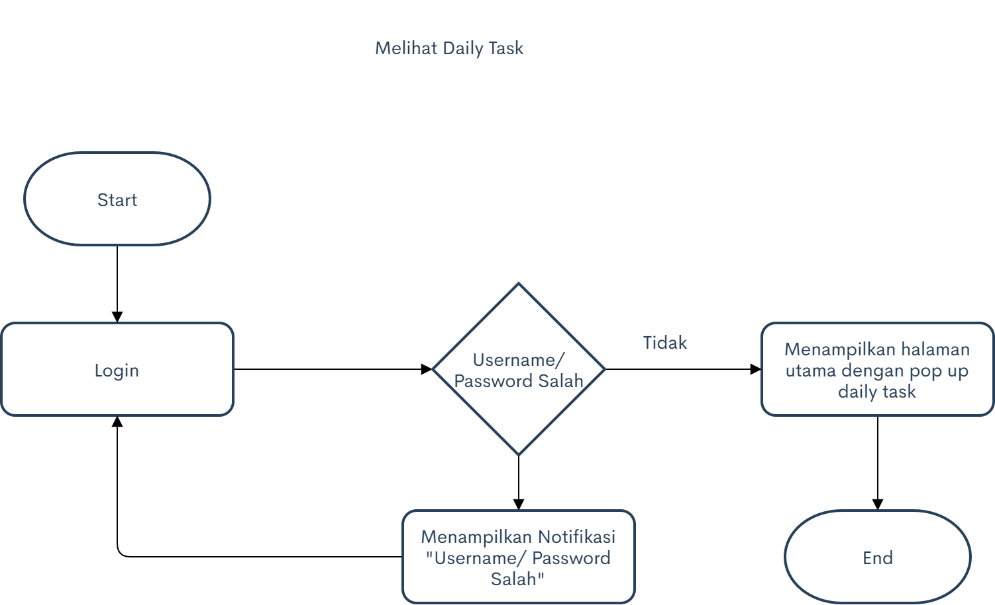 Melihat Daily Task
Start
Login
Username/
Password Salah
Tidak
Menampilkan halaman
utama dengan pop up
daily task
Menampilkan Notifikasi
"Username/ Password
Salah"
End